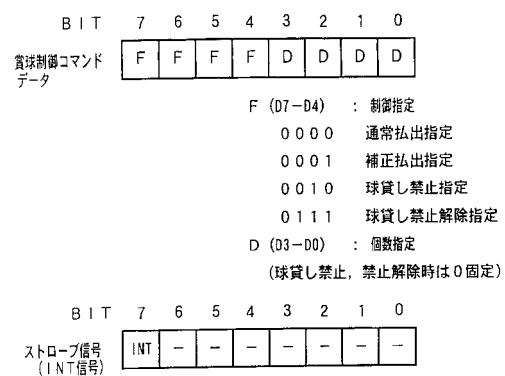 BIT 7 6 5 4 3 2 1 0
賞球制御コマンド
データ
F F F F D D D D
F (D7-D4) : 制御指定
0000 通常払出指定
0001 補正払出指定
0010 球貸し禁止指定
0111 球貸し禁止解除指定
D (D3-D0) : 個数指定
(球貸し禁止，禁止解除時は0固定)
BIT 7 6 5 4 3 2 1 0
ストローブ信号
(INT信号)
INT - - - - - - -